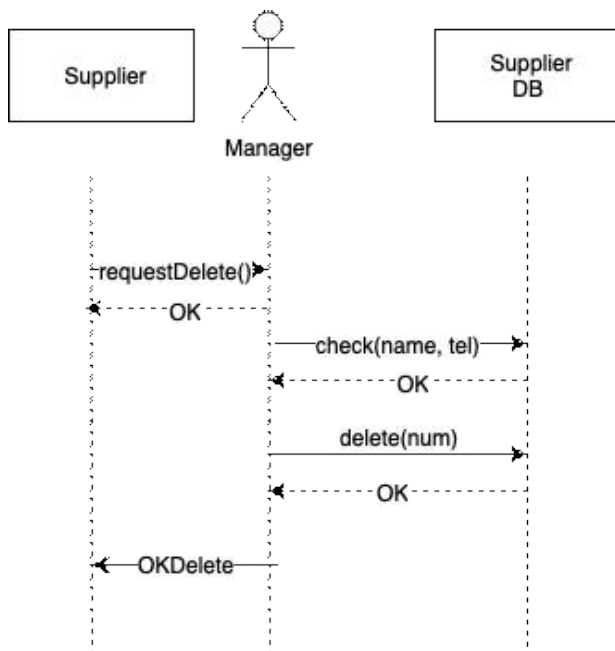 Supplier
Manager
Supplier
DB
requestDelete()
OK
check(name, tel)
OK
delete(num)
OK
OKDelete